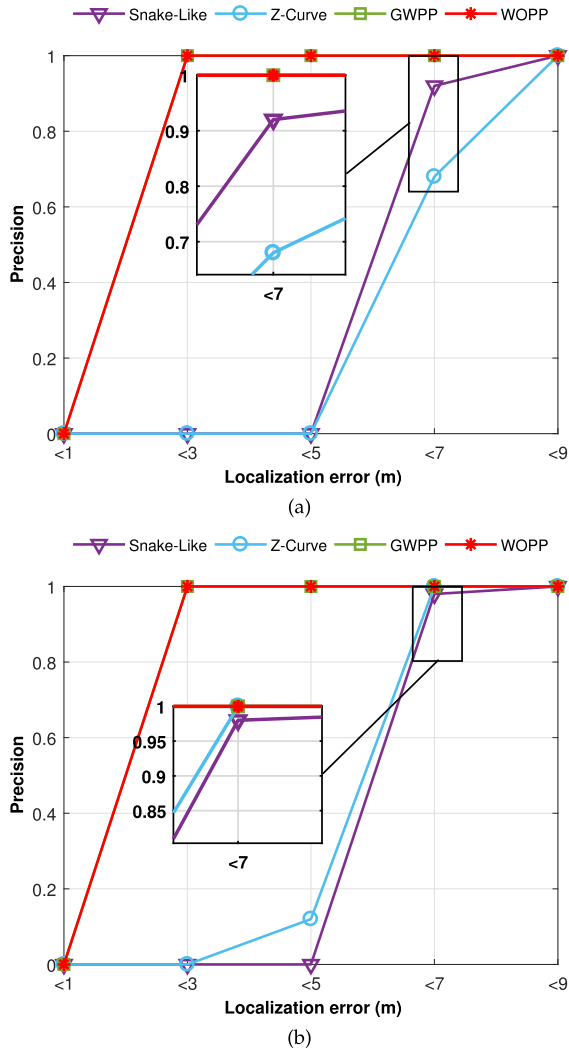 Snake-Like Z-Curve GWPP WOPP
1
0.8
0.6
0.4
0.2
0
Precision
1
0.9
0.8
0.7
<7
<1 <3 <5 <7 <9
Localization error (m)
(a)
Snake-Like Z-Curve GWPP WOPP
1
0.8
0.6
0.4
0.2
0
Precision
1
0.95
0.9
0.85
<7
<1 <3 <5 <7 <9
Localization error (m)
(b)